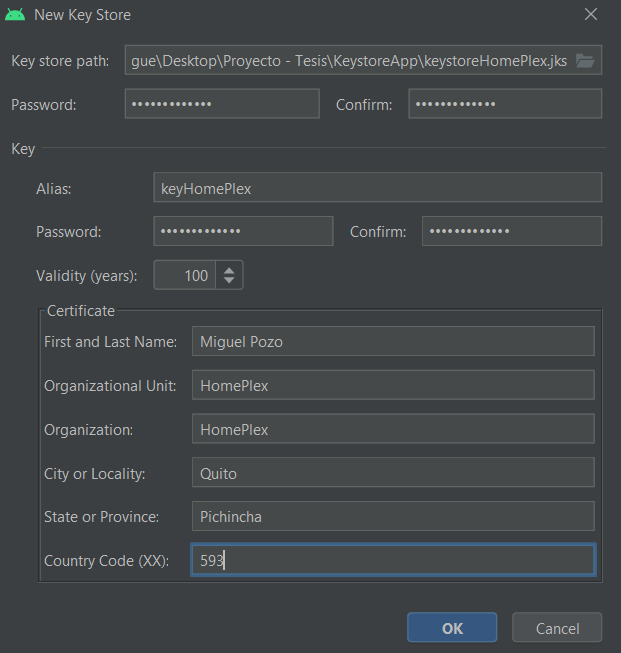 New Key Store
Key store path: gue\Desktop\Proyecto - Tesis\KeystoreApp\keystoreHomePlex.jks
Password: ••••••••••••• Confirm: •••••••••••••
Key
Alias: keyHomePlex
Password: ••••••••••••• Confirm: •••••••••••••
Validity (years): 100
Certificate
First and Last Name: Miguel Pozo
Organizational Unit: HomePlex
Organization: HomePlex
City or Locality: Quito
State or Province: Pichincha
Country Code (XX): 593
OK Cancel